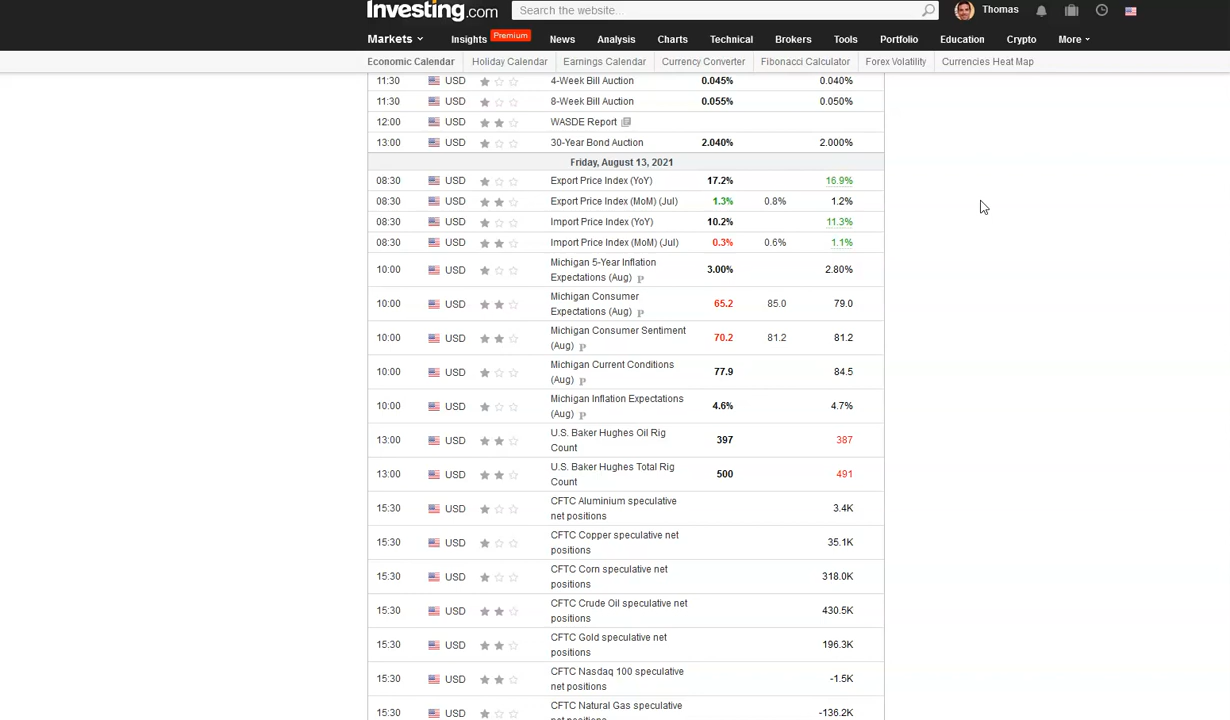 Investing.com
Search the website...
Thomas
Markets
Insights
Premium
News
Analysis
Charts
Technical
Brokers
Tools
Portfolio
Education
Crypto
More
Economic Calendar
Holiday Calendar
Earnings Calendar
Currency Converter
Fibonacci Calculator
Forex Volatility
Currencies Heat Map
11:30 USD 4-Week Bill Auction 0.045% 0.040%
11:30 USD 8-Week Bill Auction 0.055% 0.050%
12:00 USD WASDE Report
13:00 USD 30-Year Bond Auction 2.040% 2.000%
Friday, August 13, 2021
08:30 USD Export Price Index (YoY) 17.2% 16.9%
08:30 USD Export Price Index (MoM) (Jul) 1.3% 0.8% 1.2%
08:30 USD Import Price Index (YoY) 10.2% 11.3%
08:30 USD Import Price Index (MoM) (Jul) 0.3% 0.6% 1.1%
10:00 USD Michigan 5-Year Inflation
Expectations (Aug) P 3.00% 2.80%
10:00 USD Michigan Consumer
Expectations (Aug) P 65.2 85.0 79.0
10:00 USD Michigan Consumer Sentiment
(Aug) P 70.2 81.2 81.2
10:00 USD Michigan Current Conditions
(Aug) P 77.9 84.5
10:00 USD Michigan Inflation Expectations
(Aug) P 4.6% 4.7%
13:00 USD U.S. Baker Hughes Oil Rig
Count 397 387
13:00 USD U.S. Baker Hughes Total Rig
Count 500 491
15:30 USD CFTC Aluminium speculative
net positions 3.4K
15:30 USD CFTC Copper speculative net
positions 35.1K
15:30 USD CFTC Corn speculative net
positions 318.0K
15:30 USD CFTC Crude Oil speculative net
positions 430.5K
15:30 USD CFTC Gold speculative net
positions 196.3K
15:30 USD CFTC Nasdaq 100 speculative
net positions -1.5K
15:30 USD CFTC Natural Gas speculative
net positions -136.2K